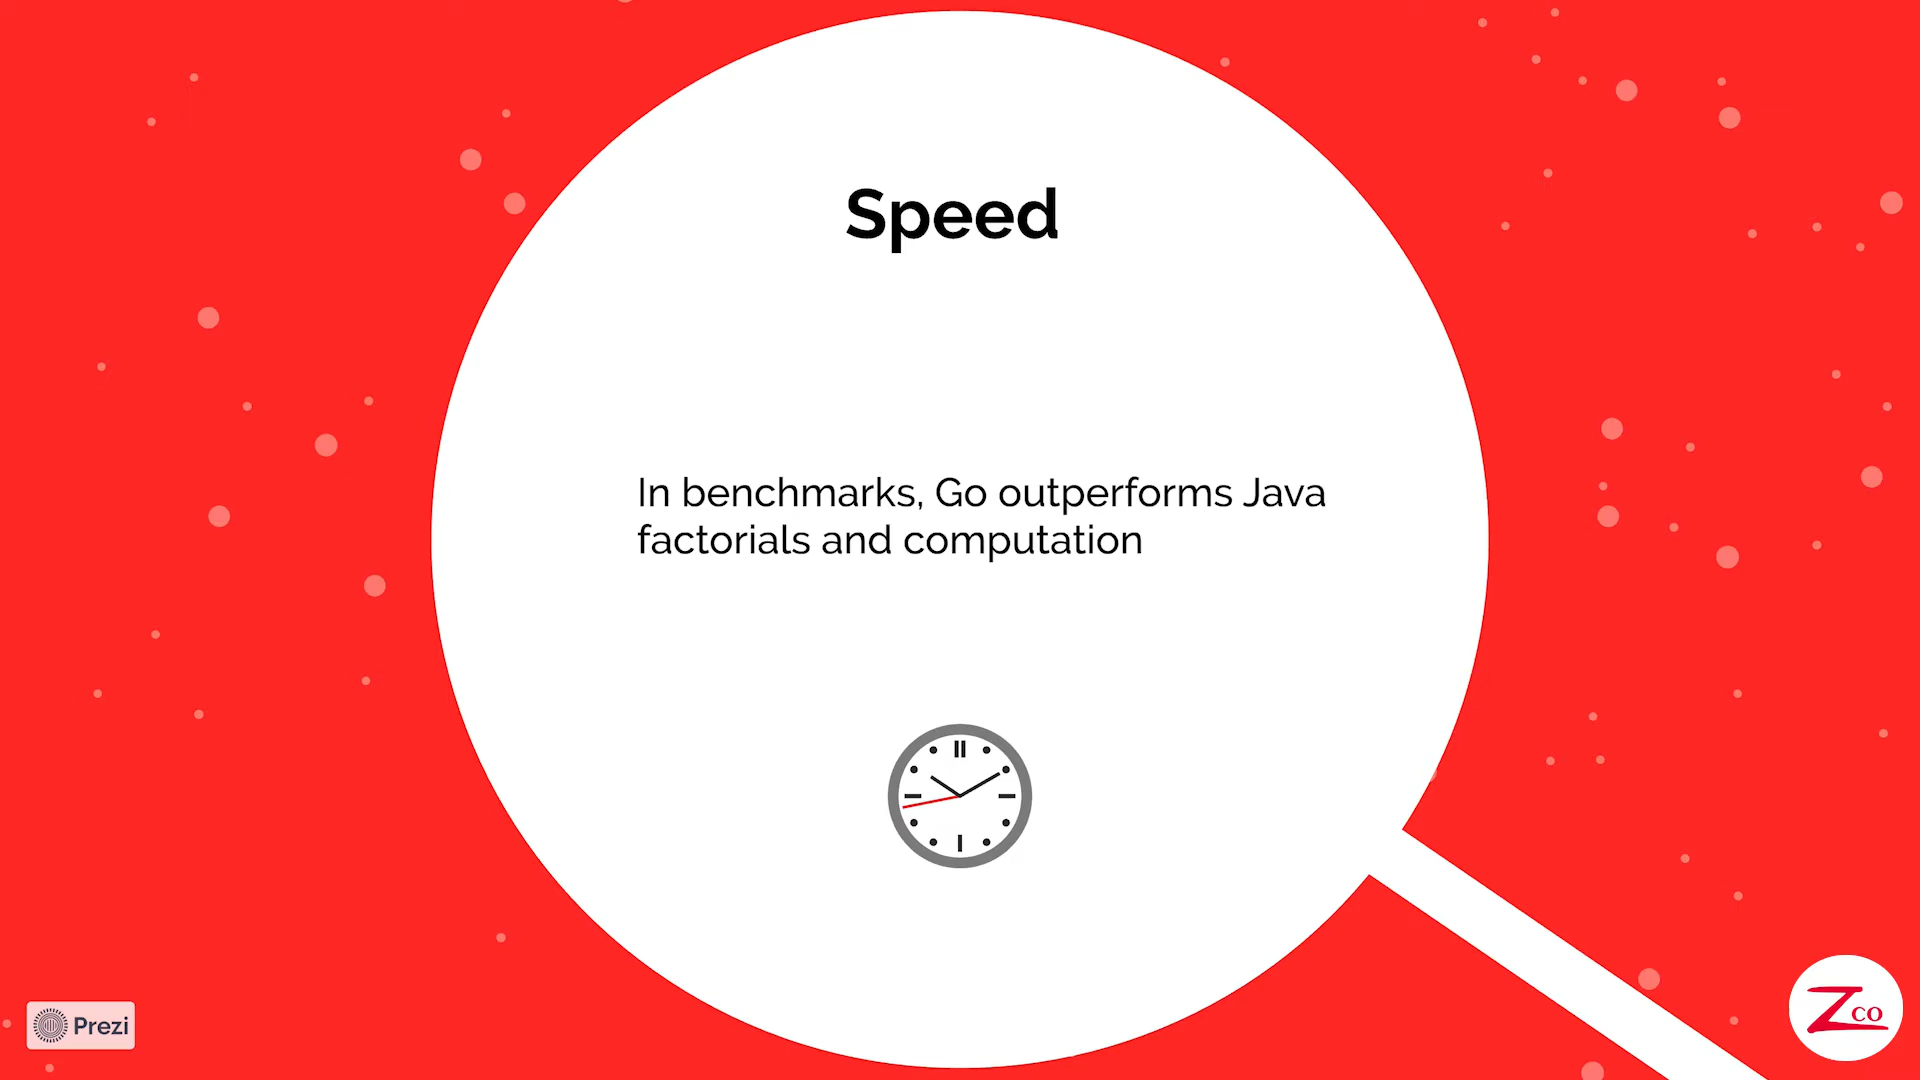 Speed
In benchmarks, Go outperforms Java
factorials and computation
Prezi
Zco